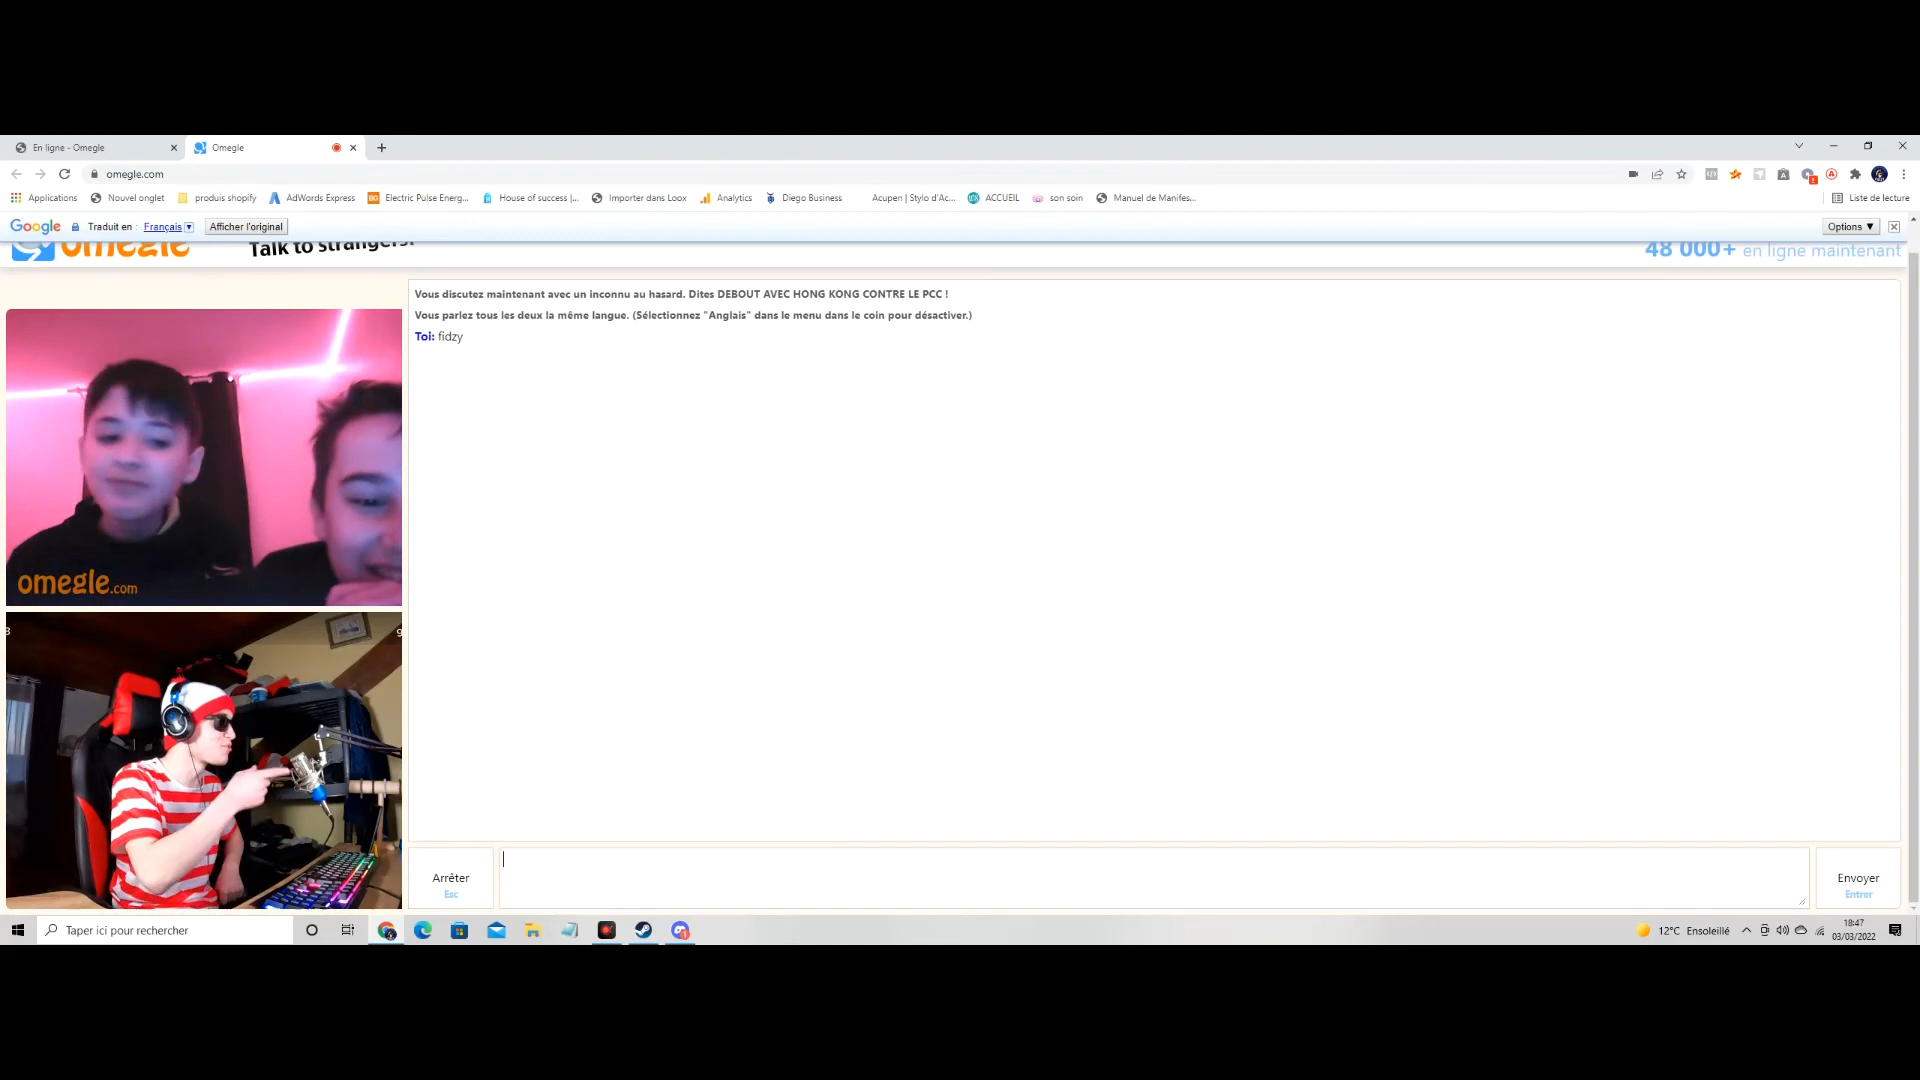 En ligne - Omegle
Omegle
omegle.com
Applications
Nouvel onglet
produis shopify
AdWords Express
Electric Pulse Energ...
House of success |...
Importer dans Loox
Analytics
Diego Business
Acupen | Stylo d'Ac...
ACCUEIL
son soin
Manuel de Manifes...
Liste de lecture
Google
Traduit en :
Français
Afficher l'original
Options
omegle
Talk to strangers!
48 000+ en ligne maintenant
Vous discutez maintenant avec un inconnu au hasard. Dites DEBOUT AVEC HONG KONG CONTRE LE PCC !
Vous parlez tous les deux la même langue. (Sélectionnez "Anglais" dans le menu dans le coin pour désactiver.)
Toi: fidzy
omegle.com
Arrêter
Esc
Envoyer
Entrer
Taper ici pour rechercher
12°C Ensoleillé
18:47
03/03/2022